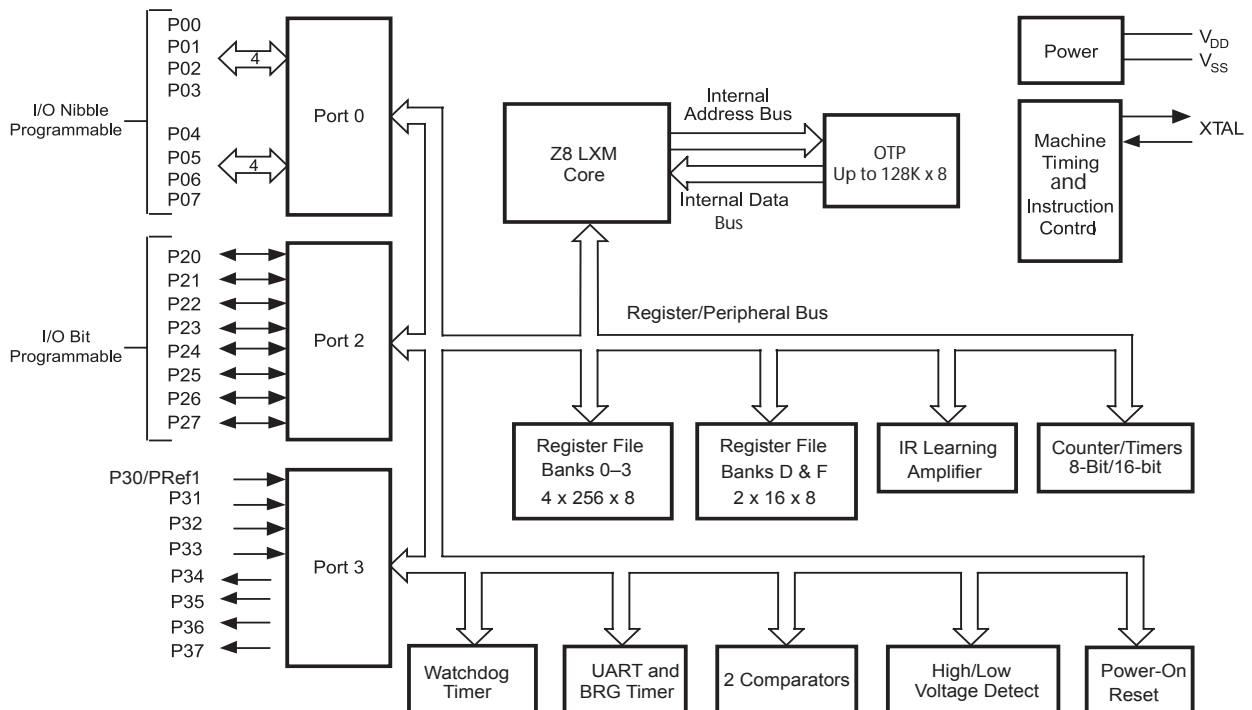 P00
P01
P02
P03
4
I/O Nibble
Programmable
P04
P05
P06
P07
4
Port 0
Z8 LXM
Core
Internal
Address Bus
Internal Data
Bus
OTP
Up to 128K x 8
Power
VDD
VSS
Machine
Timing
and
Instruction
Control
XTAL
I/O Bit
Programmable
P20
P21
P22
P23
P24
P25
P26
P27
Port 2
Register/Peripheral Bus
Register File
Banks 0–3
4 x 256 x 8
Register File
Banks D & F
2 x 16 x 8
IR Learning
Amplifier
Counter/Timers
8-Bit/16-bit
P30/PRef1
P31
P32
P33
P34
P35
P36
P37
Port 3
Watchdog
Timer
UART and
BRG Timer
2 Comparators
High/Low
Voltage Detect
Power-On
Reset